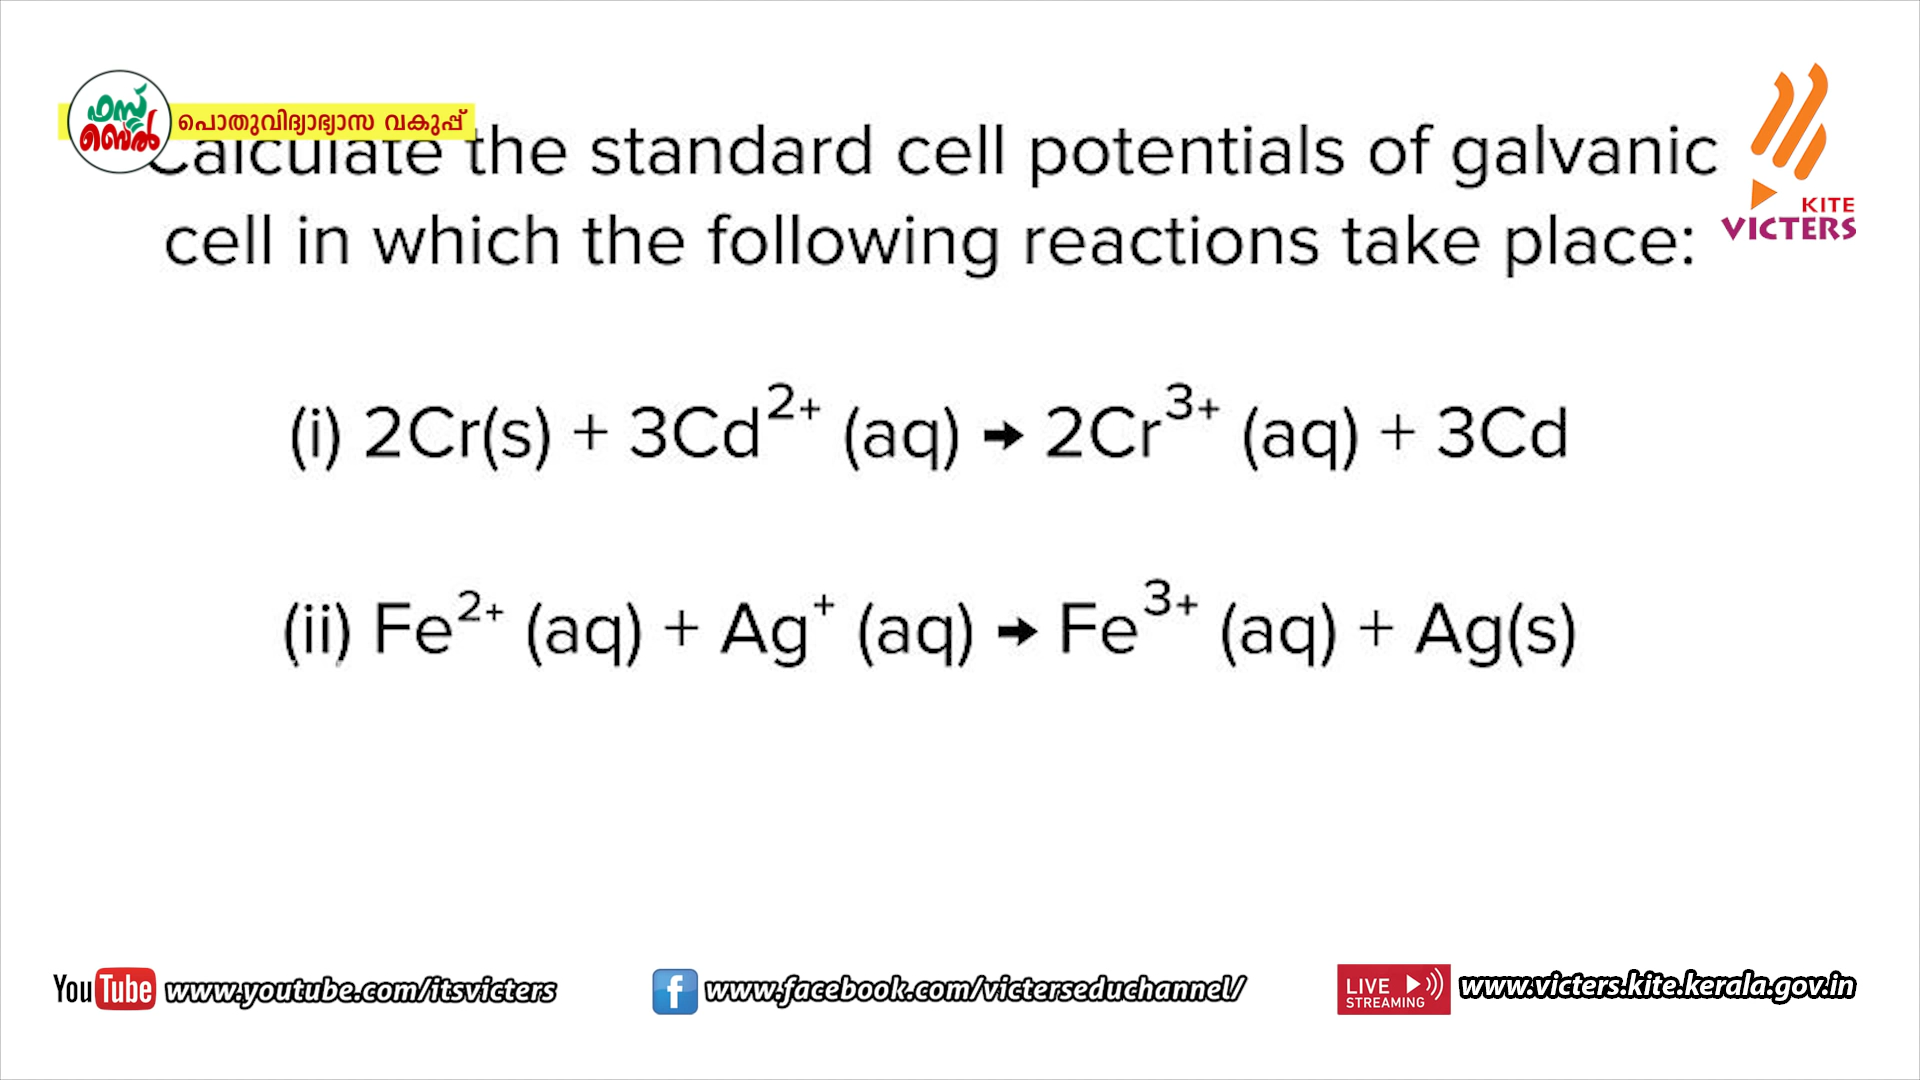 ഫസ്റ്റ് ബെൽ
പൊതുവിദ്യാഭ്യാസ വകുപ്പ്
Calculate the standard cell potentials of galvanic
cell in which the following reactions take place:
KITE
VICTERS
(i) 2Cr(s) + 3Cd²⁺ (aq) → 2Cr³⁺ (aq) + 3Cd
(ii) Fe²⁺ (aq) + Ag⁺ (aq) → Fe³⁺ (aq) + Ag(s)
YouTube www.youtube.com/itsvicters
f www.facebook.com/victerseduchannel/
LIVE STREAMING www.victers.kite.kerala.gov.in